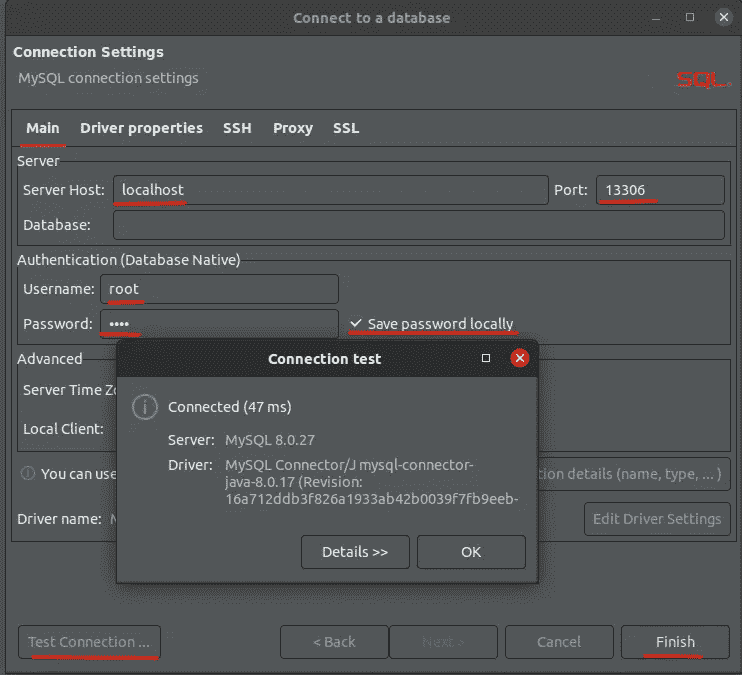 Connect to a database
Connection Settings
MySQL connection settings
SQL
Main Driver properties SSH Proxy SSL
Server
Server Host: localhost Port: 13306
Database:
Authentication (Database Native)
Username: root
Password: •••• Save password locally
Advanced
Server Time
Local Client:
You can use
tion details (name, type, ... )
Driver name:
Edit Driver Settings
Connection test
Connected (47 ms)
Server: MySQL 8.0.27
Driver: MySQL Connector/J mysql-connector-
java-8.0.17 (Revision:
16a712ddb3f826a1933ab42b0039f7fb9eeb-
Details >> OK
Test Connection ... < Back Next > Cancel Finish